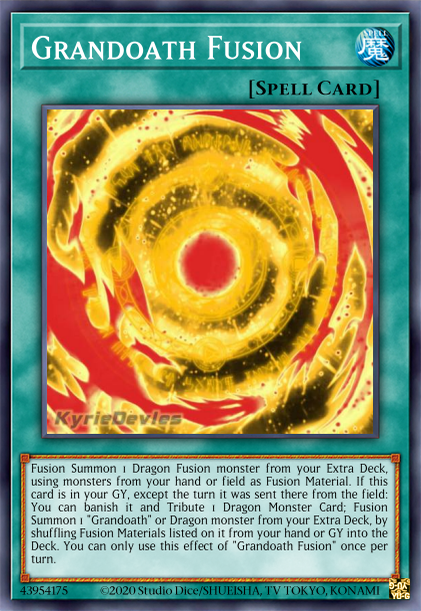 GRANDOATH FUSION
SPELL
魔
[SPELL CARD]
KyrieDevies
Fusion Summon 1 Dragon Fusion monster from your Extra Deck,
using monsters from your hand or field as Fusion Material. If this
card is in your GY, except the turn it was sent there from the field:
You can banish it and Tribute 1 Dragon Monster Card; Fusion
Summon 1 "Grandoath" or Dragon monster from your Extra Deck, by
shuffling Fusion Materials listed on it from your hand or GY into the
Deck. You can only use this effect of "Grandoath Fusion" once per
turn.
43954175
©2020 Studio Dice/SHUEISHA, TV TOKYO, KONAMI